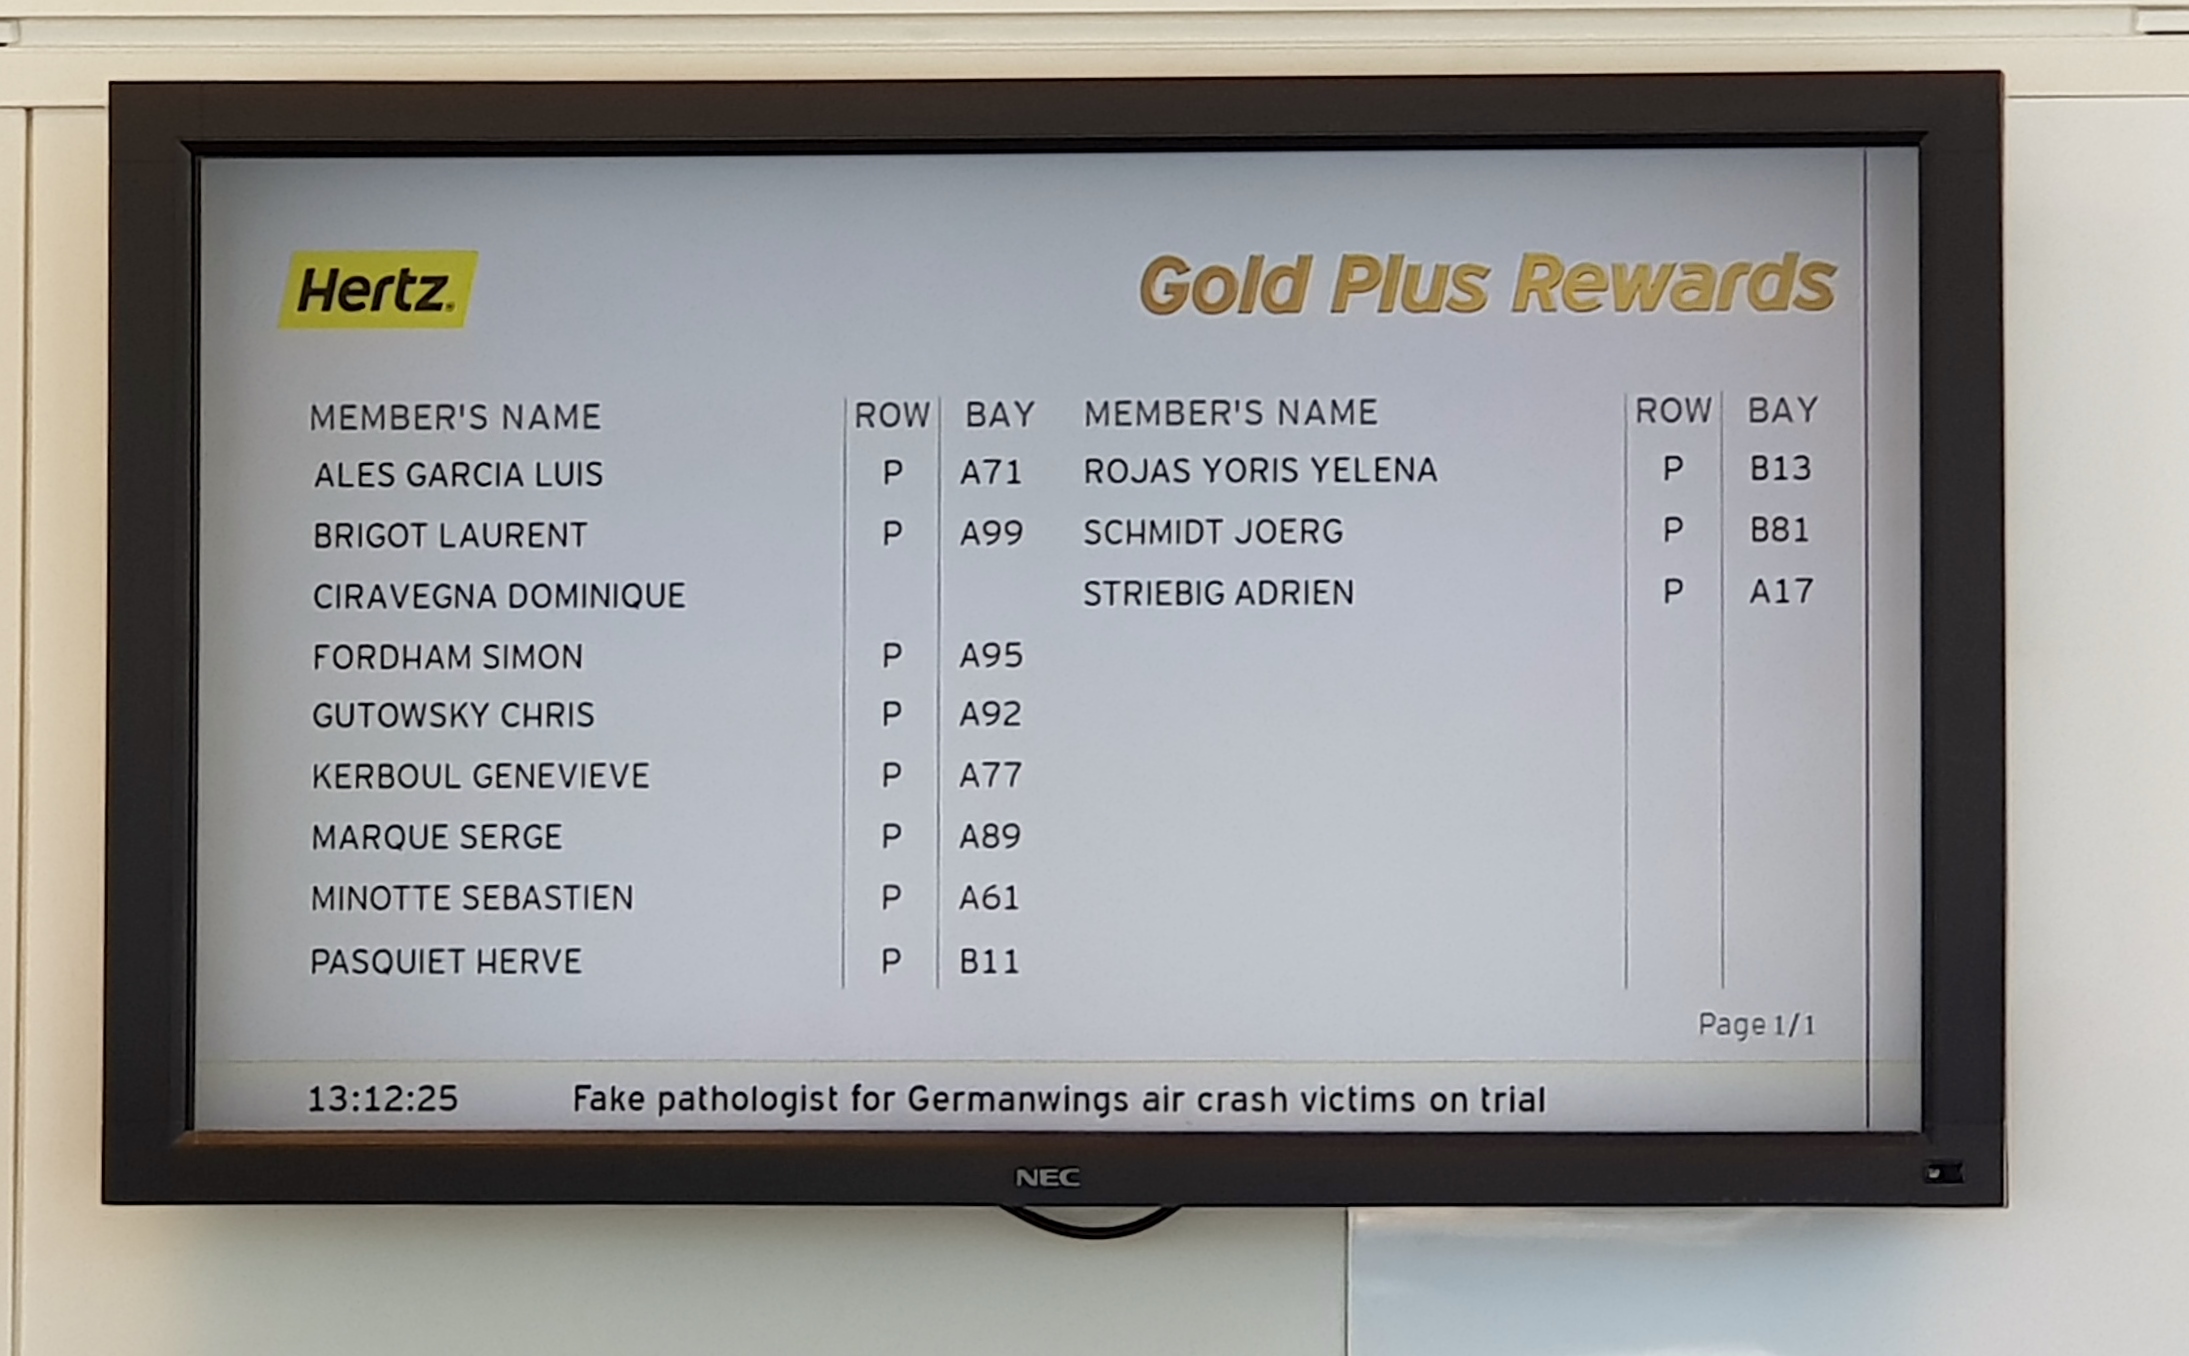 Hertz.
Gold Plus Rewards
MEMBER'S NAME ROW BAY MEMBER'S NAME ROW BAY
ALES GARCIA LUIS P A71 ROJAS YORIS YELENA P B13
BRIGOT LAURENT P A99 SCHMIDT JOERG P B81
CIRAVEGNA DOMINIQUE STRIEBIG ADRIEN P A17
FORDHAM SIMON P A95
GUTOWSKY CHRIS P A92
KERBOUL GENEVIEVE P A77
MARQUE SERGE P A89
MINOTTE SEBASTIEN P A61
PASQUIET HERVE P B11
Page 1/1
13:12:25 Fake pathologist for Germanwings air crash victims on trial
NEC